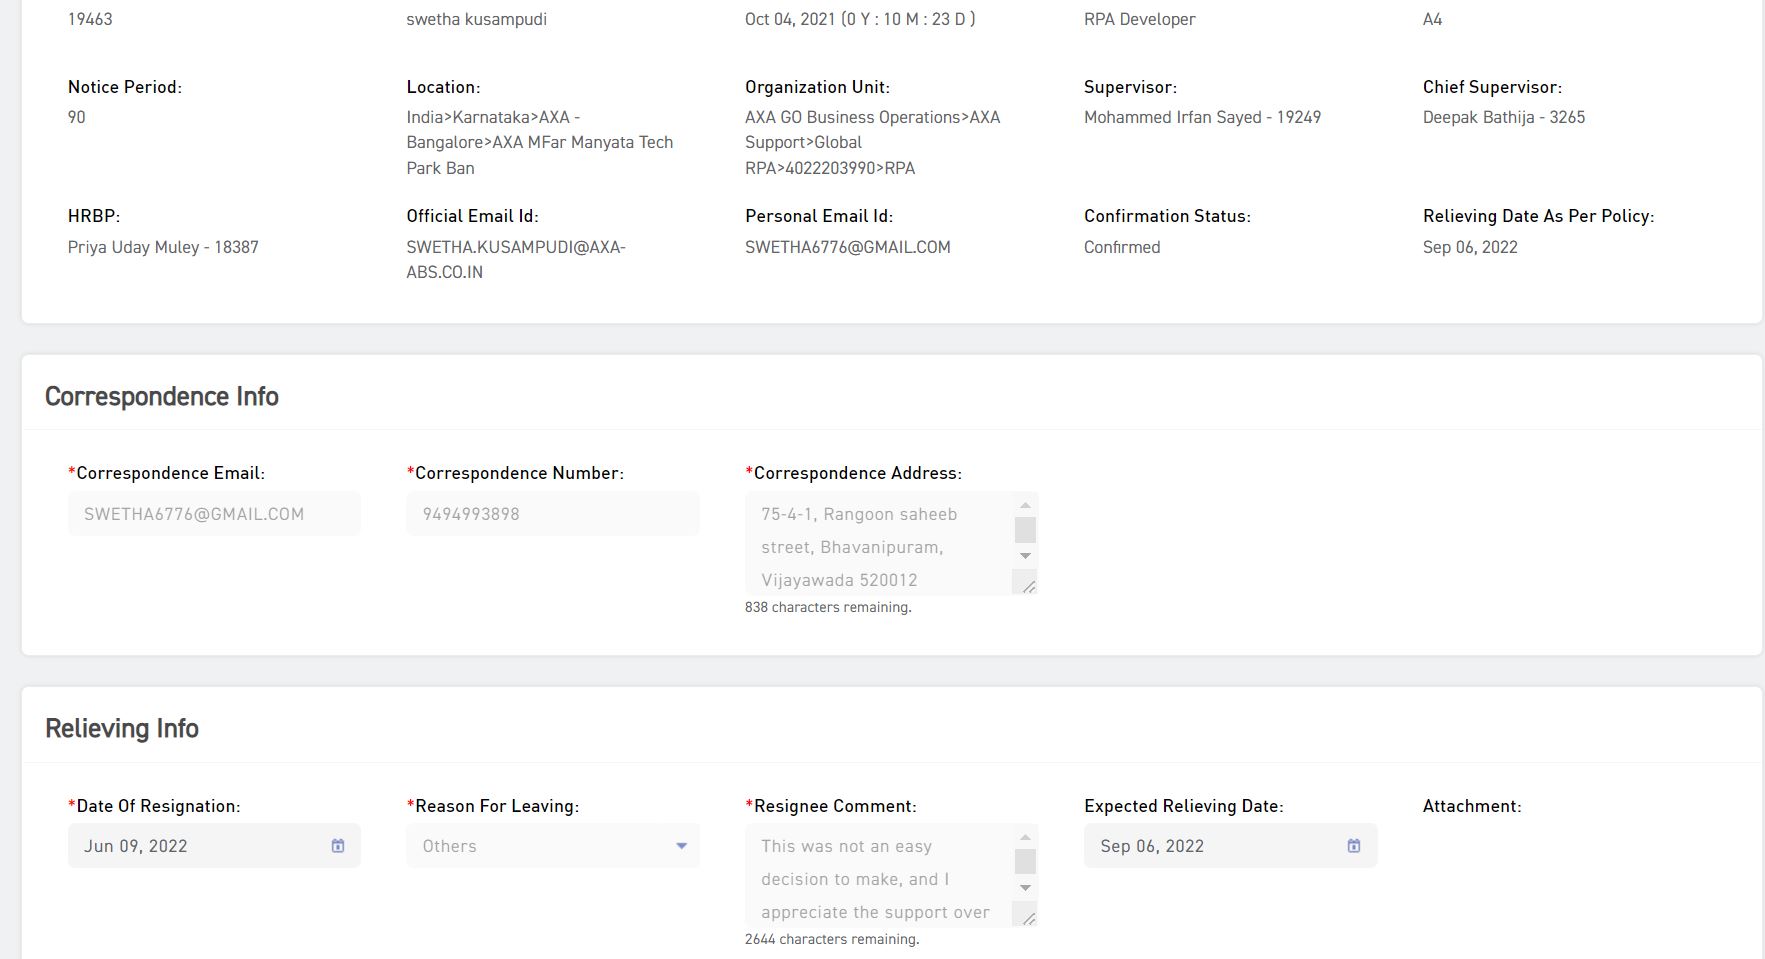 19463
swetha kusampudi
Oct 04, 2021 (0 Y : 10 M : 23 D )
RPA Developer
A4
Notice Period:
90
Location:
India>Karnataka>AXA -
Bangalore>AXA MFar Manyata Tech
Park Ban
Organization Unit:
AXA GO Business Operations>AXA
Support>Global
RPA>4022203990>RPA
Supervisor:
Mohammed Irfan Sayed - 19249
Chief Supervisor:
Deepak Bathija - 3265
HRBP:
Priya Uday Muley - 18387
Official Email Id:
SWETHA.KUSAMPUDI@AXA-
ABS.CO.IN
Personal Email Id:
SWETHA6776@GMAIL.COM
Confirmation Status:
Confirmed
Relieving Date As Per Policy:
Sep 06, 2022
Correspondence Info
*Correspondence Email:
SWETHA6776@GMAIL.COM
*Correspondence Number:
9494993898
*Correspondence Address:
75-4-1, Rangoon saheeb
street, Bhavanipuram,
Vijayawada 520012
838 characters remaining.
Relieving Info
*Date Of Resignation:
Jun 09, 2022
*Reason For Leaving:
Others
*Resignee Comment:
This was not an easy
decision to make, and I
appreciate the support over
2644 characters remaining.
Expected Relieving Date:
Sep 06, 2022
Attachment: